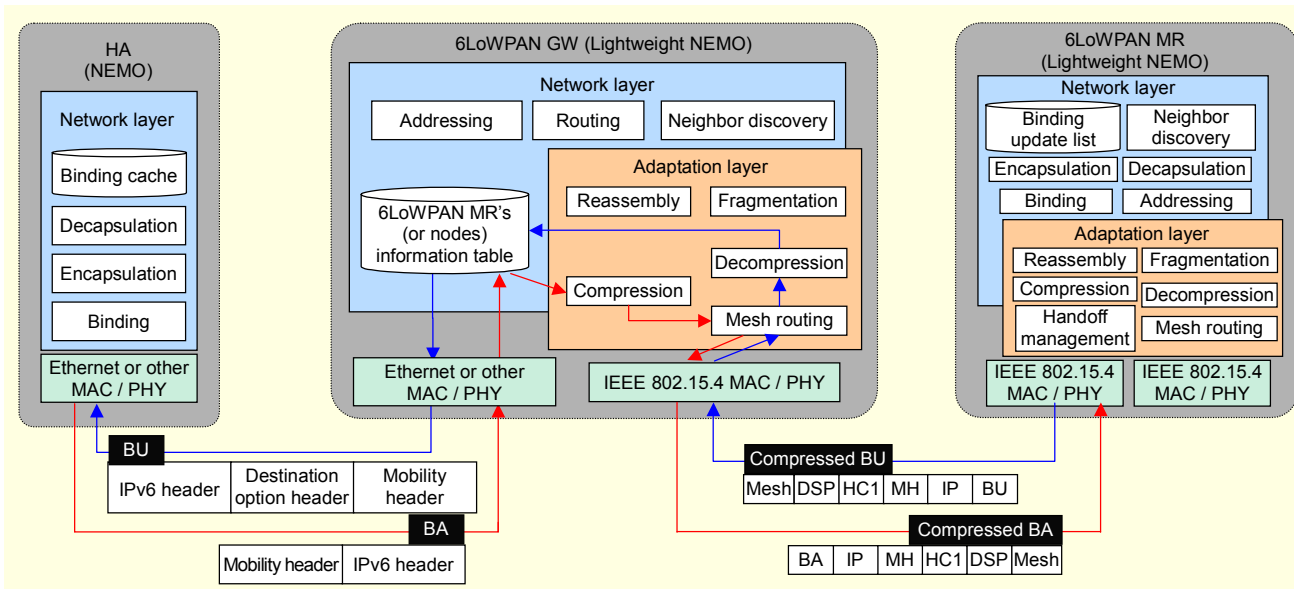 HA
(NEMO)
Network layer
Binding cache
Decapsulation
Encapsulation
Binding
Ethernet or other
MAC / PHY
6LoWPAN GW (Lightweight NEMO)
Network layer
Addressing
Routing
Neighbor discovery
Adaptation layer
Reassembly
Fragmentation
6LoWPAN MR's
(or nodes)
information table
Decompression
Compression
Mesh routing
Ethernet or other
MAC / PHY
IEEE 802.15.4 MAC / PHY
6LoWPAN MR
(Lightweight NEMO)
Network layer
Binding
update list
Neighbor
discovery
Encapsulation
Decapsulation
Binding
Addressing
Adaptation layer
Reassembly
Fragmentation
Compression
Decompression
Handoff
management
Mesh routing
IEEE 802.15.4
MAC / PHY
IEEE 802.15.4
MAC / PHY
BU
IPv6 header
Destination
option header
Mobility
header
BA
Mobility header
IPv6 header
Compressed BU
Mesh DSP HC1 MH IP BU
Compressed BA
BA IP MH HC1 DSP Mesh